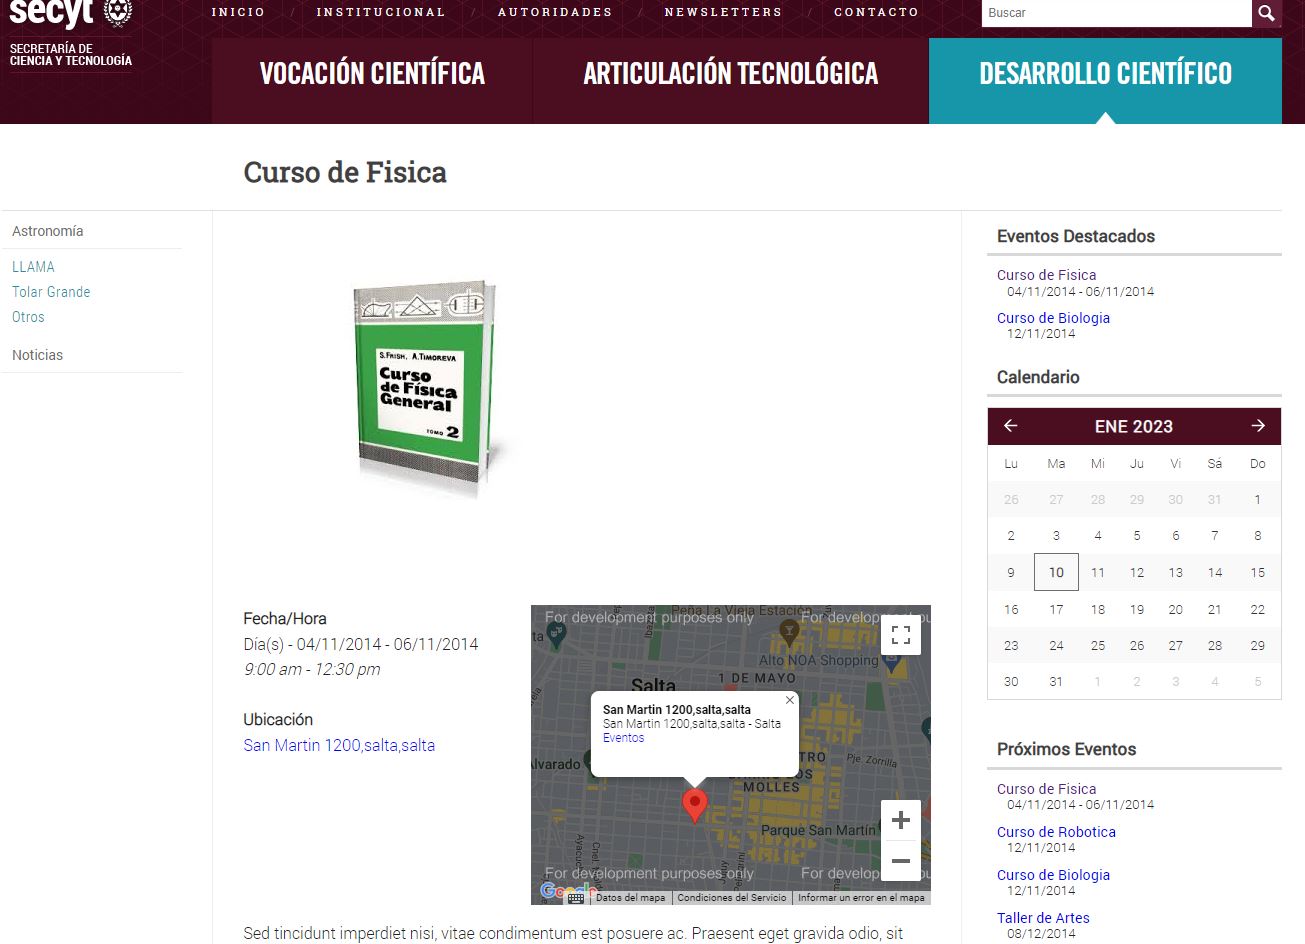 secyt
SECRETARÍA DE
CIENCIA Y TECNOLOGÍA
INICIO / INSTITUCIONAL / AUTORIDADES / NEWSLETTERS CONTACTO
Buscar
VOCACIÓN CIENTÍFICA
ARTICULACIÓN TECNOLÓGICA
DESARROLLO CIENTÍFICO
Curso de Fisica
Astronomía
LLAMA
Tolar Grande
Otros
Noticias
S. FRISH, A. TIMOREVA
Curso
de Física
General
TOMO 2
Fecha/Hora
Día(s) - 04/11/2014 - 06/11/2014
9:00 am - 12:30 pm
Ubicación
San Martin 1200,salta,salta
Peña La Vieja Estación
For development purposes only
For development pu
Alto NOA Shopping
1 DE MAYO
Salta
San Martin 1200,salta,salta
San Martin 1200,salta,salta - Salta
Eventos
Alvarado
TRO
Pje. Zorrilla
MOLLES
Parque San Martín
Pellegrini
Jujuy
For development purposes only
For develop
Google
Datos del mapa
Condiciones del Servicio
Informar un error en el mapa
Sed tincidunt imperdiet nisi, vitae condimentum est posuere ac. Praesent eget gravida odio, sit
Eventos Destacados
Curso de Fisica
04/11/2014 - 06/11/2014
Curso de Biologia
12/11/2014
Calendario
ENE 2023
Lu Ma Mi Ju Vi Sá Do
26 27 28 29 30 31 1
2 3 4 5 6 7 8
9 10 11 12 13 14 15
16 17 18 19 20 21 22
23 24 25 26 27 28 29
30 31 1 2 3 4 5
Próximos Eventos
Curso de Fisica
04/11/2014 - 06/11/2014
Curso de Robotica
12/11/2014
Curso de Biologia
12/11/2014
Taller de Artes
08/12/2014